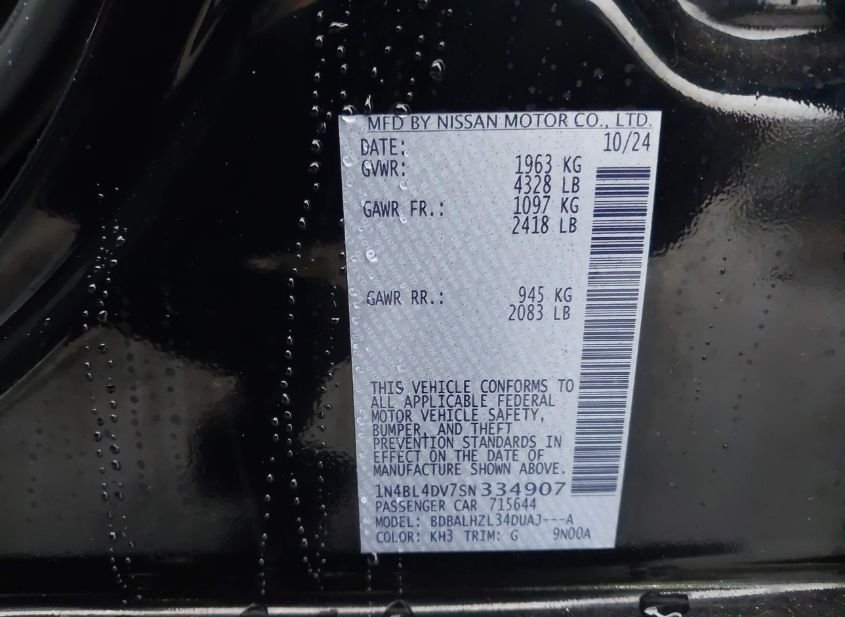 MFD BY NISSAN MOTOR CO., LTD.
DATE: 10/24
GVWR: 1963 KG
4328 LB
GAWR FR.: 1097 KG
2418 LB
GAWR RR.: 945 KG
2083 LB
THIS VEHICLE CONFORMS TO
ALL APPLICABLE FEDERAL
MOTOR VEHICLE SAFETY,
BUMPER, AND THEFT
PREVENTION STANDARDS IN
EFFECT ON THE DATE OF
MANUFACTURE SHOWN ABOVE.
1N4BL4DV7SN334907
PASSENGER CAR 715644
MODEL: BDBALHZL34DUAJ---A
COLOR: KH3 TRIM: G 9N00A